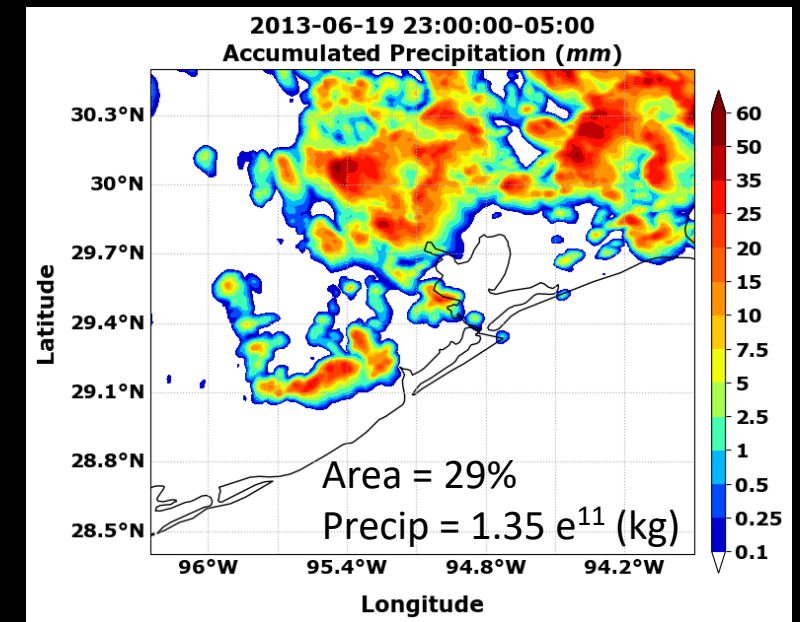 2013-06-19 23:00:00-05:00
Accumulated Precipitation (mm)
Latitude
30.3°N
30°N
29.7°N
29.4°N
29.1°N
28.8°N
28.5°N
Area = 29%
Precip = 1.35 e¹¹ (kg)
96°W 95.4°W 94.8°W 94.2°W
Longitude
60
50
35
25
20
15
10
7.5
5
2.5
1
0.5
0.25
0.1